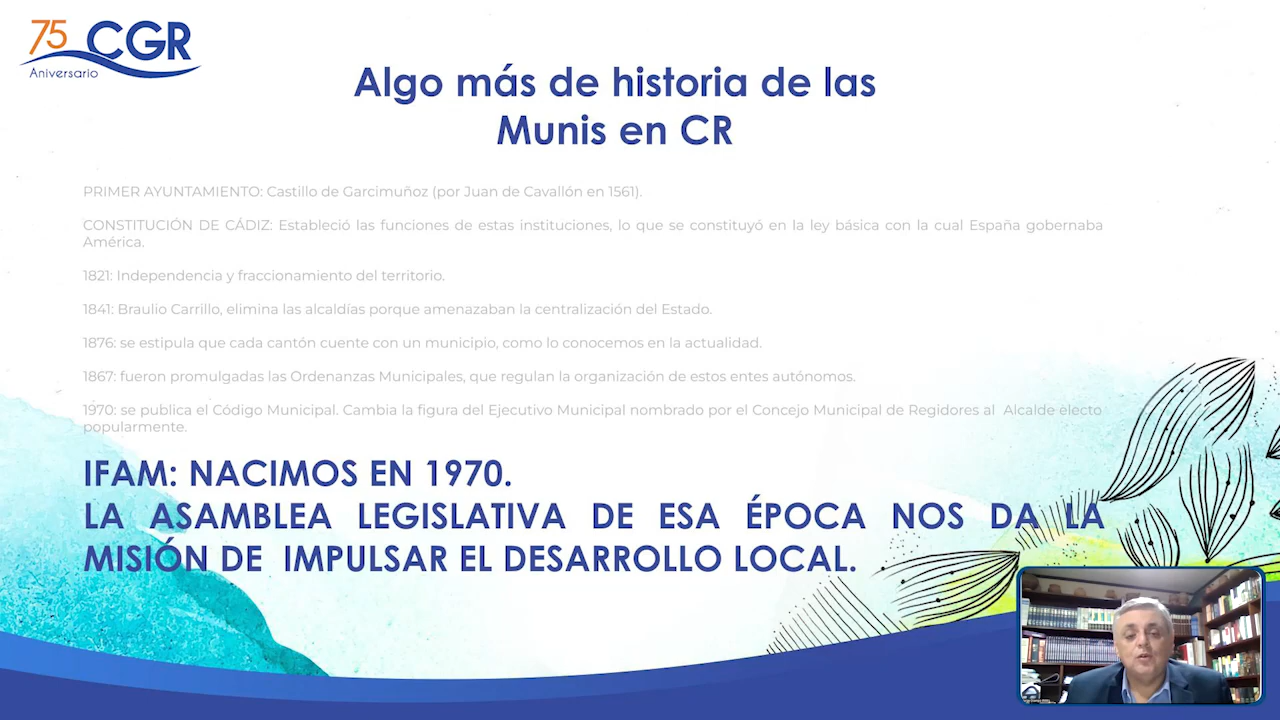 75 CGR
Aniversario
Algo más de historia de las
Munis en CR
PRIMER AYUNTAMIENTO: Castillo de Garcimuñoz (por Juan de Cavallón en 1561).
CONSTITUCIÓN DE CÁDIZ: Estableció las funciones de estas instituciones, lo que se constituyó en la ley básica con la cual España gobernaba
América.
1821: Independencia y fraccionamiento del territorio.
1841: Braulio Carrillo, elimina las alcaldías porque amenazaban la centralización del Estado.
1876: se estipula que cada cantón cuente con un municipio, como lo conocemos en la actualidad.
1867: fueron promulgadas las Ordenanzas Municipales, que regulan la organización de estos entes autónomos.
1970: se publica el Código Municipal. Cambia la figura del Ejecutivo Municipal nombrado por el Concejo Municipal de Regidores al Alcalde electo
popularmente.
IFAM: NACIMOS EN 1970.
LA ASAMBLEA LEGISLATIVA DE ESA ÉPOCA NOS DA LA
MISIÓN DE IMPULSAR EL DESARROLLO LOCAL.